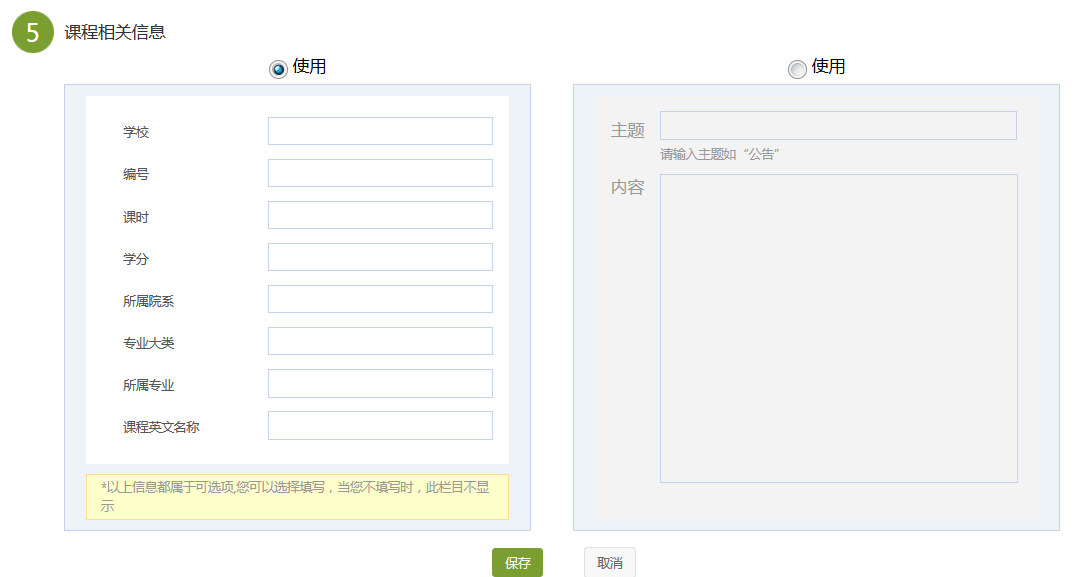 5 课程相关信息
使用
学校
编号
课时
学分
所属院系
专业大类
所属专业
课程英文名称
*以上信息都属于可选项,您可以选择填写，当您不填写时，此栏目不显
示
使用
主题
请输入主题如“公告”
内容
保存
取消